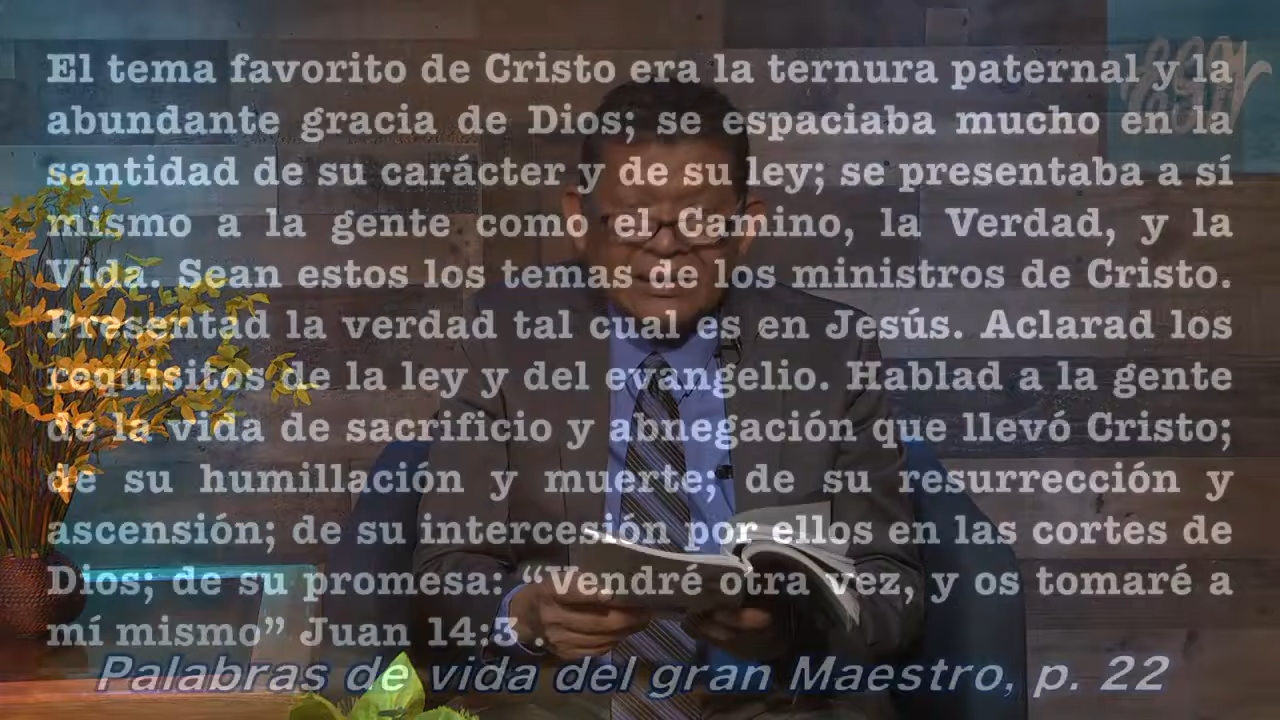 El tema favorito de Cristo era la ternura paternal y la
abundante gracia de Dios; se espaciaba mucho en la
santidad de su carácter y de su ley; se presentaba a sí
mismo a la gente como el Camino, la Verdad, y la
Vida. Sean estos los temas de los ministros de Cristo.
Presentad la verdad tal cual es en Jesús. Aclarad los
requisitos de la ley y del evangelio. Hablad a la gente
de la vida de sacrificio y abnegación que llevó Cristo;
de su humillación y muerte; de su resurrección y
ascensión; de su intercesión por ellos en las cortes de
Dios; de su promesa: “Vendré otra vez, y os tomaré a
mí mismo” Juan 14:3 .
Palabras de vida del gran Maestro, p. 22